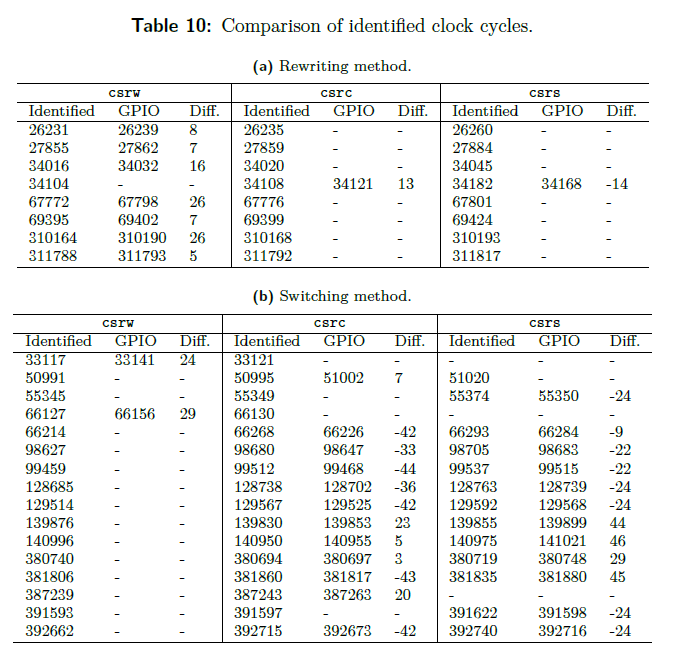 Table 10: Comparison of identified clock cycles.
(a) Rewriting method.
csrw csrc csrs
Identified GPIO Diff. Identified GPIO Diff. Identified GPIO Diff.
26231 26239 8 26235 - - 26260 - -
27855 27862 7 27859 - - 27884 - -
34016 34032 16 34020 - - 34045 - -
34104 - - 34108 34121 13 34182 34168 -14
67772 67798 26 67776 - - 67801 - -
69395 69402 7 69399 - - 69424 - -
310164 310190 26 310168 - - 310193 - -
311788 311793 5 311792 - - 311817 - -
(b) Switching method.
csrw csrc csrs
Identified GPIO Diff. Identified GPIO Diff. Identified GPIO Diff.
33117 33141 24 33121 - - - - -
50991 - - 50995 51002 7 51020 - -
55345 - - 55349 - - 55374 55350 -24
66127 66156 29 66130 - - - - -
66214 - - 66268 66226 -42 66293 66284 -9
98627 - - 98680 98647 -33 98705 98683 -22
99459 - - 99512 99468 -44 99537 99515 -22
128685 - - 128738 128702 -36 128763 128739 -24
129514 - - 129567 129525 -42 129592 129568 -24
139876 - - 139830 139853 23 139855 139899 44
140996 - - 140950 140955 5 140975 141021 46
380740 - - 380694 380697 3 380719 380748 29
381806 - - 381860 381817 -43 381835 381880 45
387239 - - 387243 387263 20 - - -
391593 - - 391597 - - 391622 391598 -24
392662 - - 392715 392673 -42 392740 392716 -24